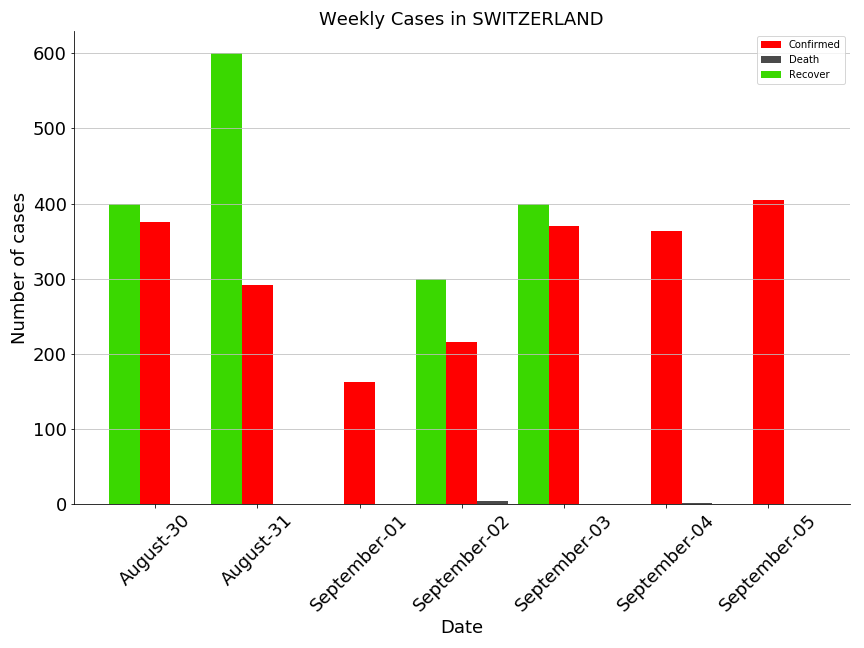 Weekly Cases in SWITZERLAND
Confirmed
Death
Recover
Number of cases
600
500
400
300
200
100
0
August-30
August-31
September-01
September-02
September-03
September-04
September-05
Date